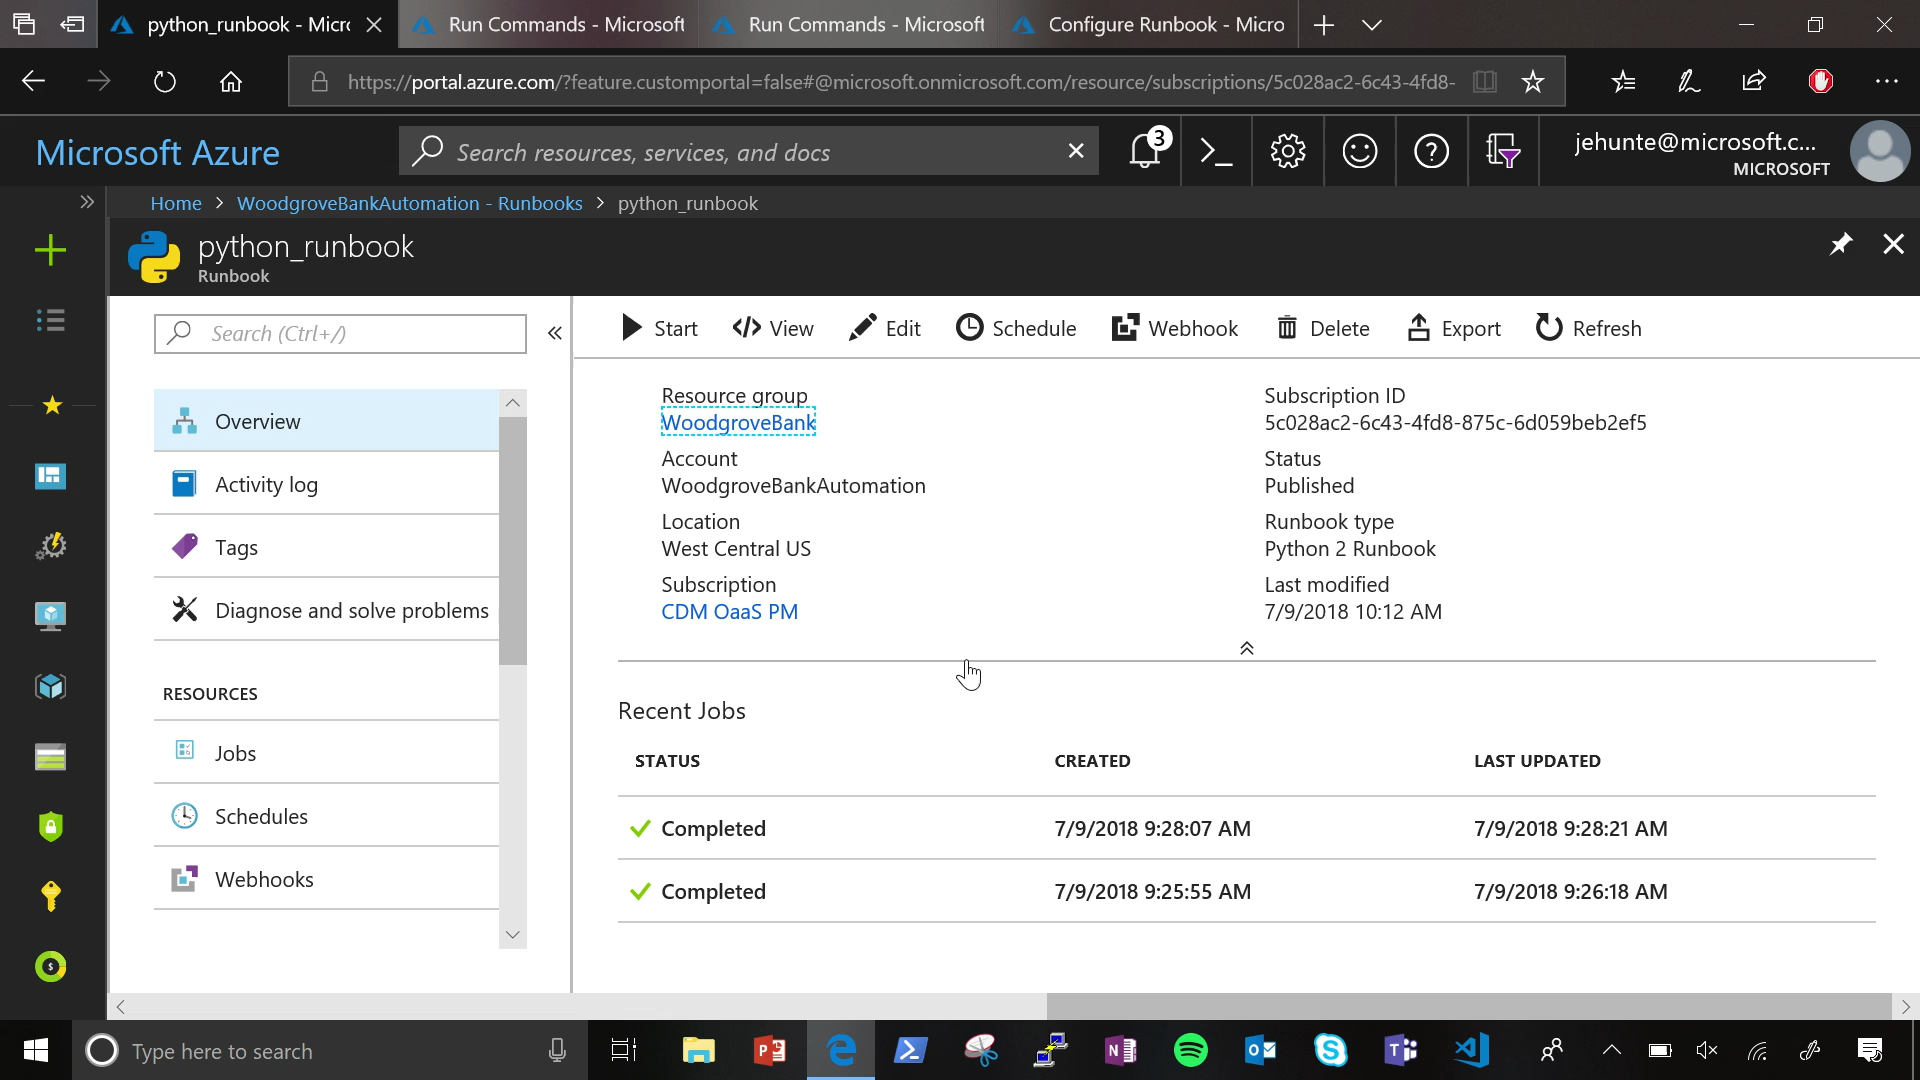 python_runbook - Micr
Run Commands - Microsoft
Run Commands - Microsoft
Configure Runbook - Micro
https://portal.azure.com/?feature.customportal=false#@microsoft.onmicrosoft.com/resource/subscriptions/5c028ac2-6c43-4fd8-
Microsoft Azure
Search resources, services, and docs
3
jehunte@microsoft.c...
MICROSOFT
Home > WoodgroveBankAutomation - Runbooks > python_runbook
python_runbook
Runbook
Search (Ctrl+/)
Start
View
Edit
Schedule
Webhook
Delete
Export
Refresh
Overview
Activity log
Tags
Diagnose and solve problems
RESOURCES
Jobs
Schedules
Webhooks
Resource group
WoodgroveBank
Account
WoodgroveBankAutomation
Location
West Central US
Subscription
CDM OaaS PM
Subscription ID
5c028ac2-6c43-4fd8-875c-6d059beb2ef5
Status
Published
Runbook type
Python 2 Runbook
Last modified
7/9/2018 10:12 AM
Recent Jobs
STATUS CREATED LAST UPDATED
Completed 7/9/2018 9:28:07 AM 7/9/2018 9:28:21 AM
Completed 7/9/2018 9:25:55 AM 7/9/2018 9:26:18 AM
Type here to search